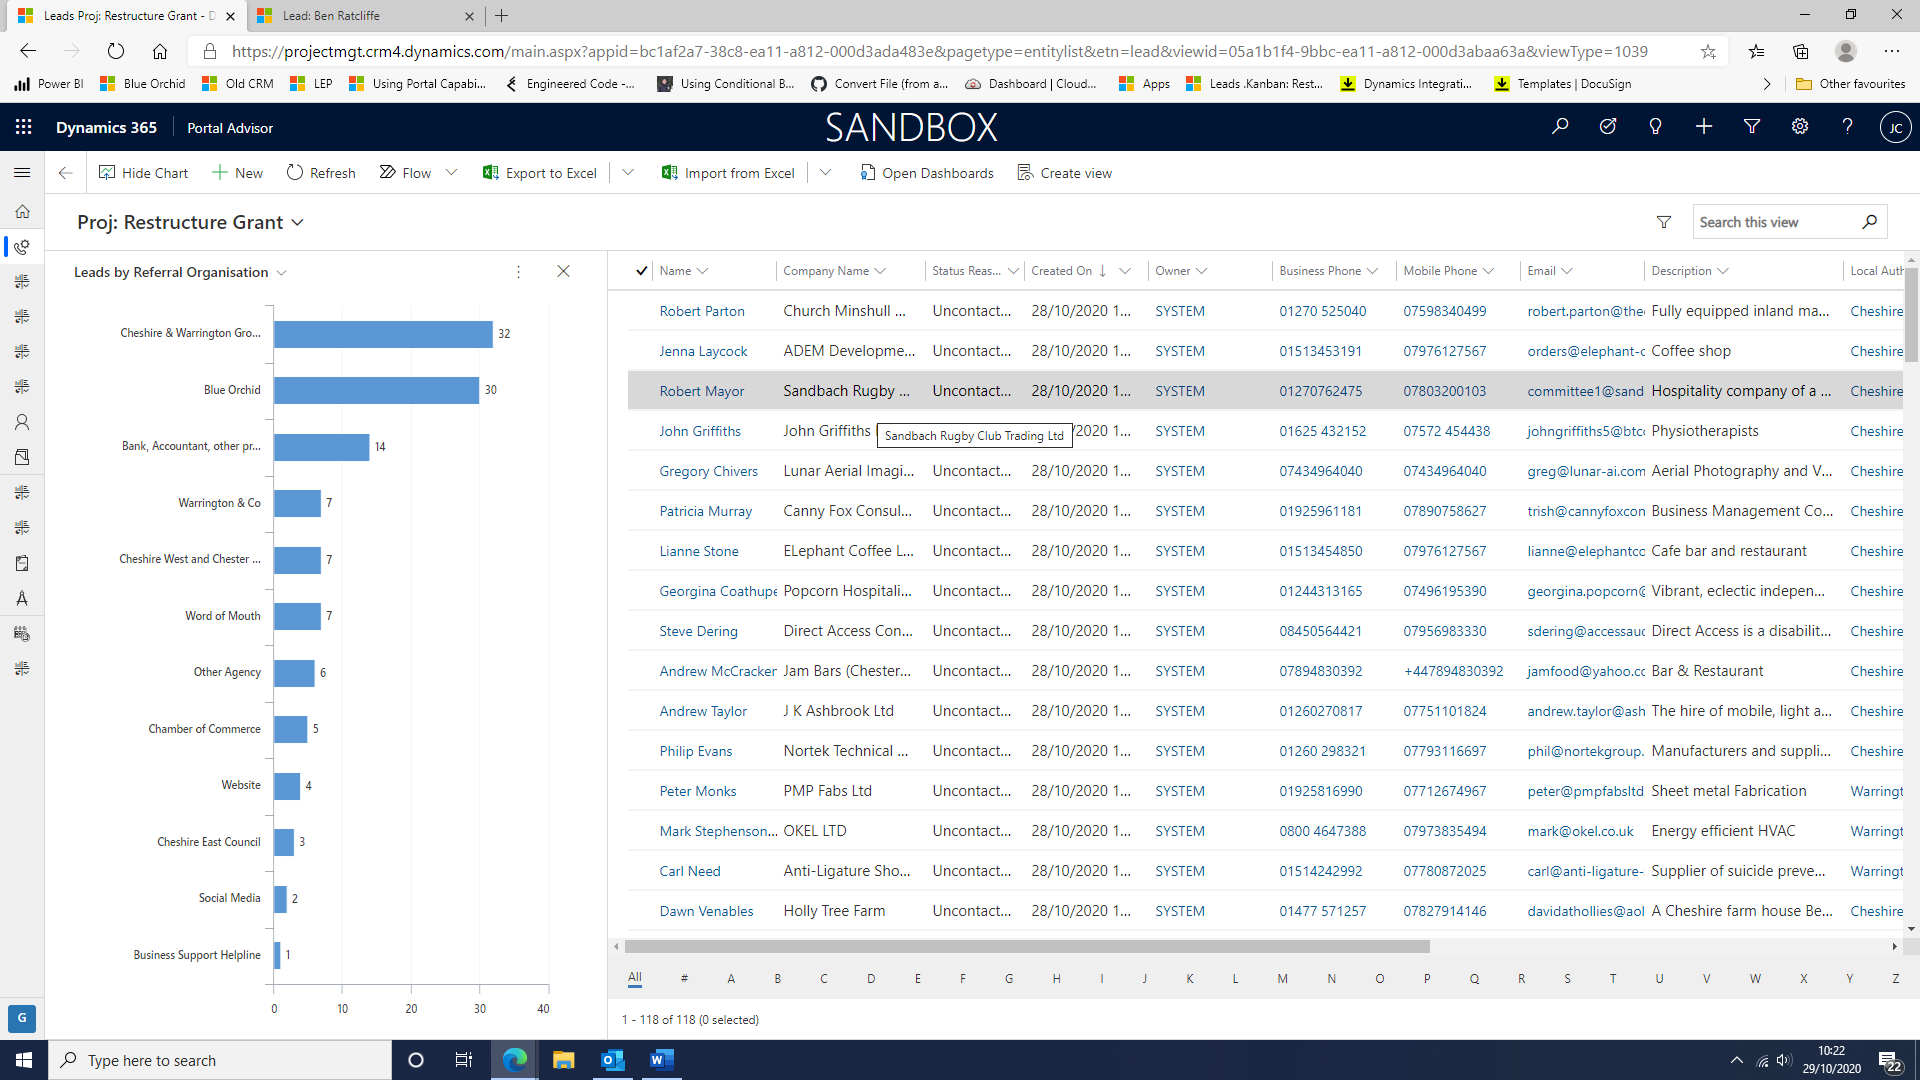 Leads Proj: Restructure Grant - D
Lead: Ben Ratcliffe
https://projectmgt.crm4.dynamics.com/main.aspx?appid=bc1af2a7-38c8-ea11-a812-000d3ada483e&pagetype=entitylist&etn=lead&viewid=05a1b1f4-9bbc-ea11-a812-000d3abaa63a&viewType=1039
Power BI Blue Orchid Old CRM LEP Using Portal Capabi... Engineered Code -... Using Conditional B... Convert File (from a... Dashboard | Cloud... Apps Leads .Kanban: Rest... Dynamics Integrati... Templates | DocuSign Other favourites
Dynamics 365 Portal Advisor SANDBOX JC
Hide Chart New Refresh Flow Export to Excel Import from Excel Open Dashboards Create view
Proj: Restructure Grant Search this view
Leads by Referral Organisation
Cheshire & Warrington Gro... 32
Blue Orchid 30
Bank, Accountant, other pr... 14
Warrington & Co 7
Cheshire West and Chester ... 7
Word of Mouth 7
Other Agency 6
Chamber of Commerce 5
Website 4
Cheshire East Council 3
Social Media 2
Business Support Helpline 1
0 10 20 30 40
Name Company Name Status Reas... Created On Owner Business Phone Mobile Phone Email Description Local Auth
Robert Parton Church Minshull ... Uncontact... 28/10/2020 1... SYSTEM 01270 525040 07598340499 robert.parton@the Fully equipped inland ma... Cheshire
Jenna Laycock ADEM Developme... Uncontact... 28/10/2020 1... SYSTEM 01513453191 07976127567 orders@elephant-c Coffee shop Cheshire
Robert Mayor Sandbach Rugby ... Uncontact... 28/10/2020 1... SYSTEM 01270762475 07803200103 committee1@sand Hospitality company of a ... Cheshire
John Griffiths John Griffiths /2020 1... SYSTEM 01625 432152 07572 454438 johngriffiths5@btcc Physiotherapists Cheshire
Sandbach Rugby Club Trading Ltd
Gregory Chivers Lunar Aerial Imagi... Uncontact... 28/10/2020 1... SYSTEM 07434964040 07434964040 greg@lunar-ai.com Aerial Photography and V... Cheshire
Patricia Murray Canny Fox Consul... Uncontact... 28/10/2020 1... SYSTEM 01925961181 07890758627 trish@cannyfoxcon Business Management Co... Cheshire
Lianne Stone ELephant Coffee L... Uncontact... 28/10/2020 1... SYSTEM 01513454850 07976127567 lianne@elephantcc Cafe bar and restaurant Cheshire
Georgina Coathupe Popcorn Hospitali... Uncontact... 28/10/2020 1... SYSTEM 01244313165 07496195390 georgina.popcorn@ Vibrant, eclectic indepen... Cheshire
Steve Dering Direct Access Con... Uncontact... 28/10/2020 1... SYSTEM 08450564421 07956983330 sdering@accessauc Direct Access is a disabilit... Cheshire
Andrew McCracken Jam Bars (Chester... Uncontact... 28/10/2020 1... SYSTEM 07894830392 +447894830392 jamfood@yahoo.cc Bar & Restaurant Cheshire
Andrew Taylor J K Ashbrook Ltd Uncontact... 28/10/2020 1... SYSTEM 01260270817 07751101824 andrew.taylor@ash The hire of mobile, light a... Cheshire
Philip Evans Nortek Technical ... Uncontact... 28/10/2020 1... SYSTEM 01260 298321 07793116697 phil@nortekgroup. Manufacturers and suppli... Cheshire
Peter Monks PMP Fabs Ltd Uncontact... 28/10/2020 1... SYSTEM 01925816990 07712674967 peter@pmpfabsltd Sheet metal Fabrication Warringt
Mark Stephenson... OKEL LTD Uncontact... 28/10/2020 1... SYSTEM 0800 4647388 07973835494 mark@okel.co.uk Energy efficient HVAC Warringt
Carl Need Anti-Ligature Sho... Uncontact... 28/10/2020 1... SYSTEM 01514242992 07780872025 carl@anti-ligature- Supplier of suicide preve... Warringt
Dawn Venables Holly Tree Farm Uncontact... 28/10/2020 1... SYSTEM 01477 571257 07827914146 davidathollies@aol A Cheshire farm house Be... Cheshire
All # A B C D E F G H I J K L M N O P Q R S T U V W X Y Z
1 - 118 of 118 (0 selected)
G
Type here to search
10:22
29/10/2020
22